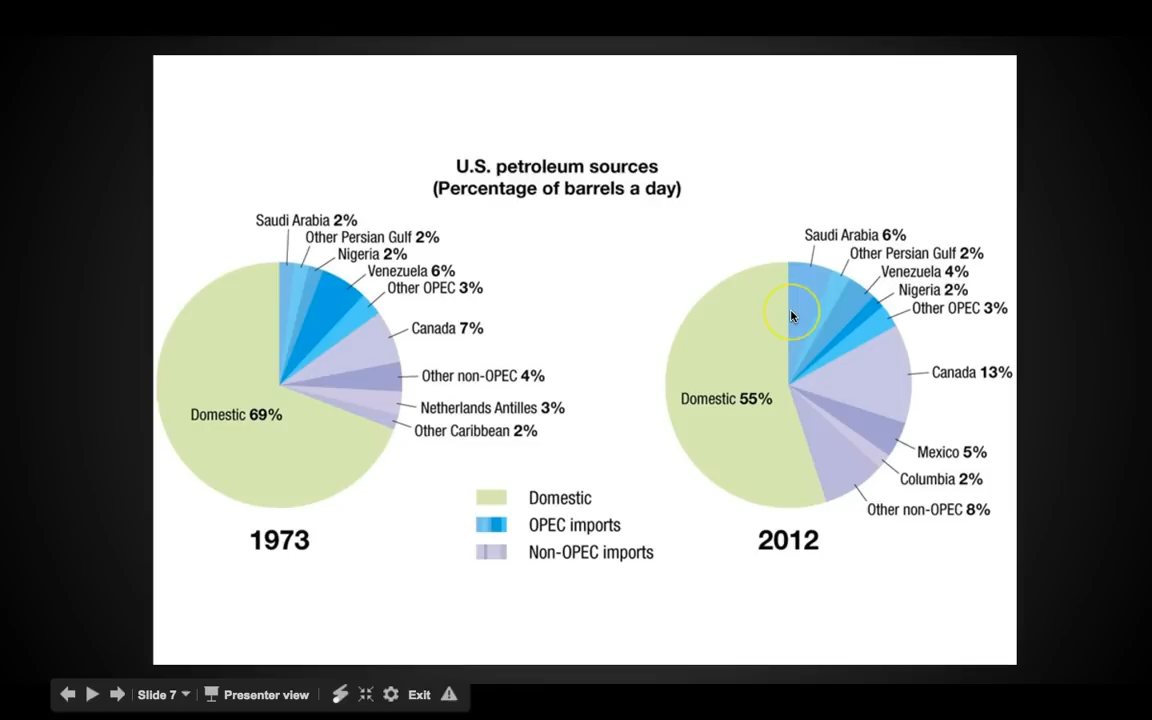 U.S. petroleum sources
(Percentage of barrels a day)
Saudi Arabia 2%
Other Persian Gulf 2%
Nigeria 2%
Venezuela 6%
Other OPEC 3%
Canada 7%
Other non-OPEC 4%
Netherlands Antilles 3%
Other Caribbean 2%
Domestic 69%
1973
Saudi Arabia 6%
Other Persian Gulf 2%
Venezuela 4%
Nigeria 2%
Other OPEC 3%
Canada 13%
Domestic 55%
Mexico 5%
Columbia 2%
Other non-OPEC 8%
2012
Domestic
OPEC imports
Non-OPEC imports
Slide 7
Presenter view
Exit